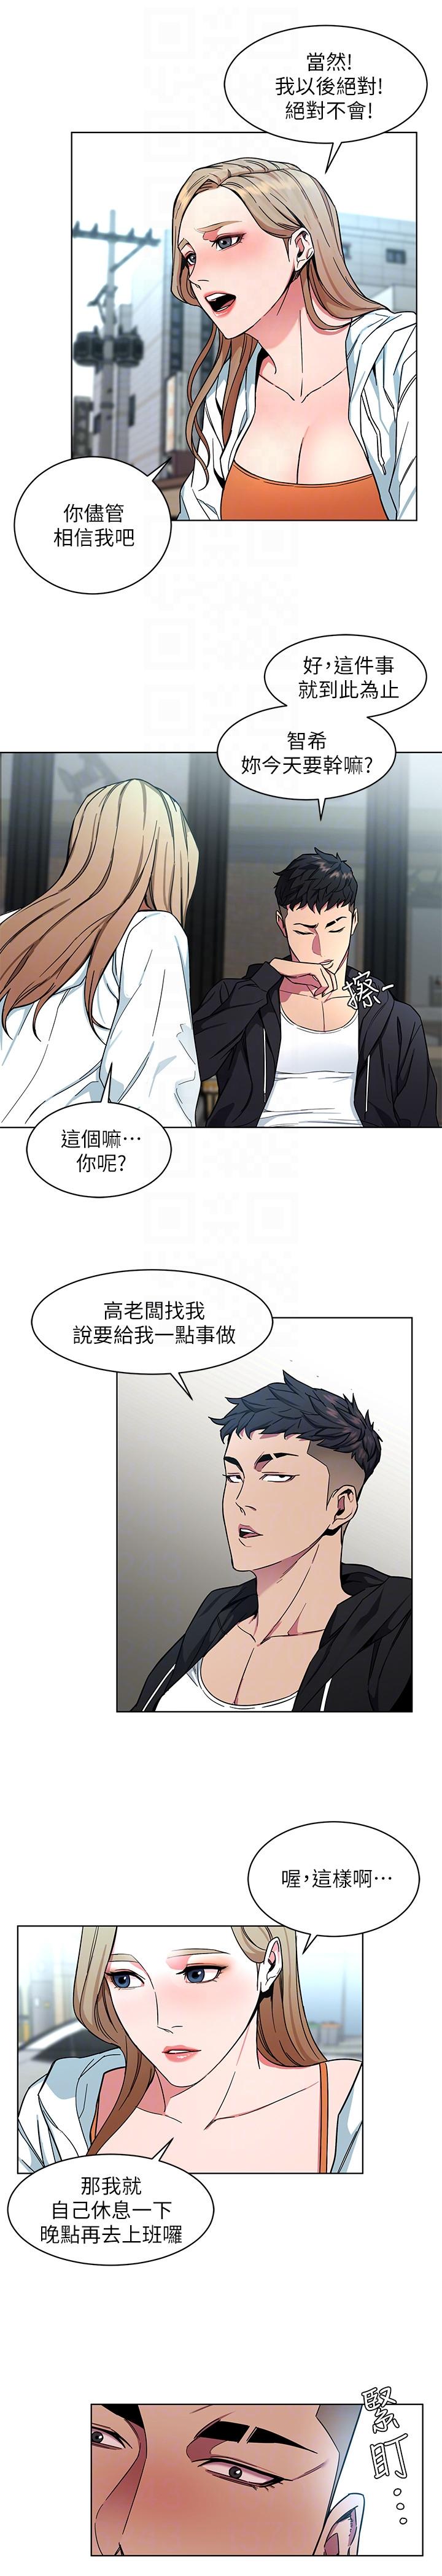 當然!
我以後絕對!
絕對不會!
你儘管
相信我吧
好,這件事
就到此為止
智希
妳今天要幹嘛?
擦-
這個嘛…
你呢?
高老闆找我
說要給我一點事做
喔,這樣啊…
那我就
自己休息一下
晚點再去上班囉
緊盯…